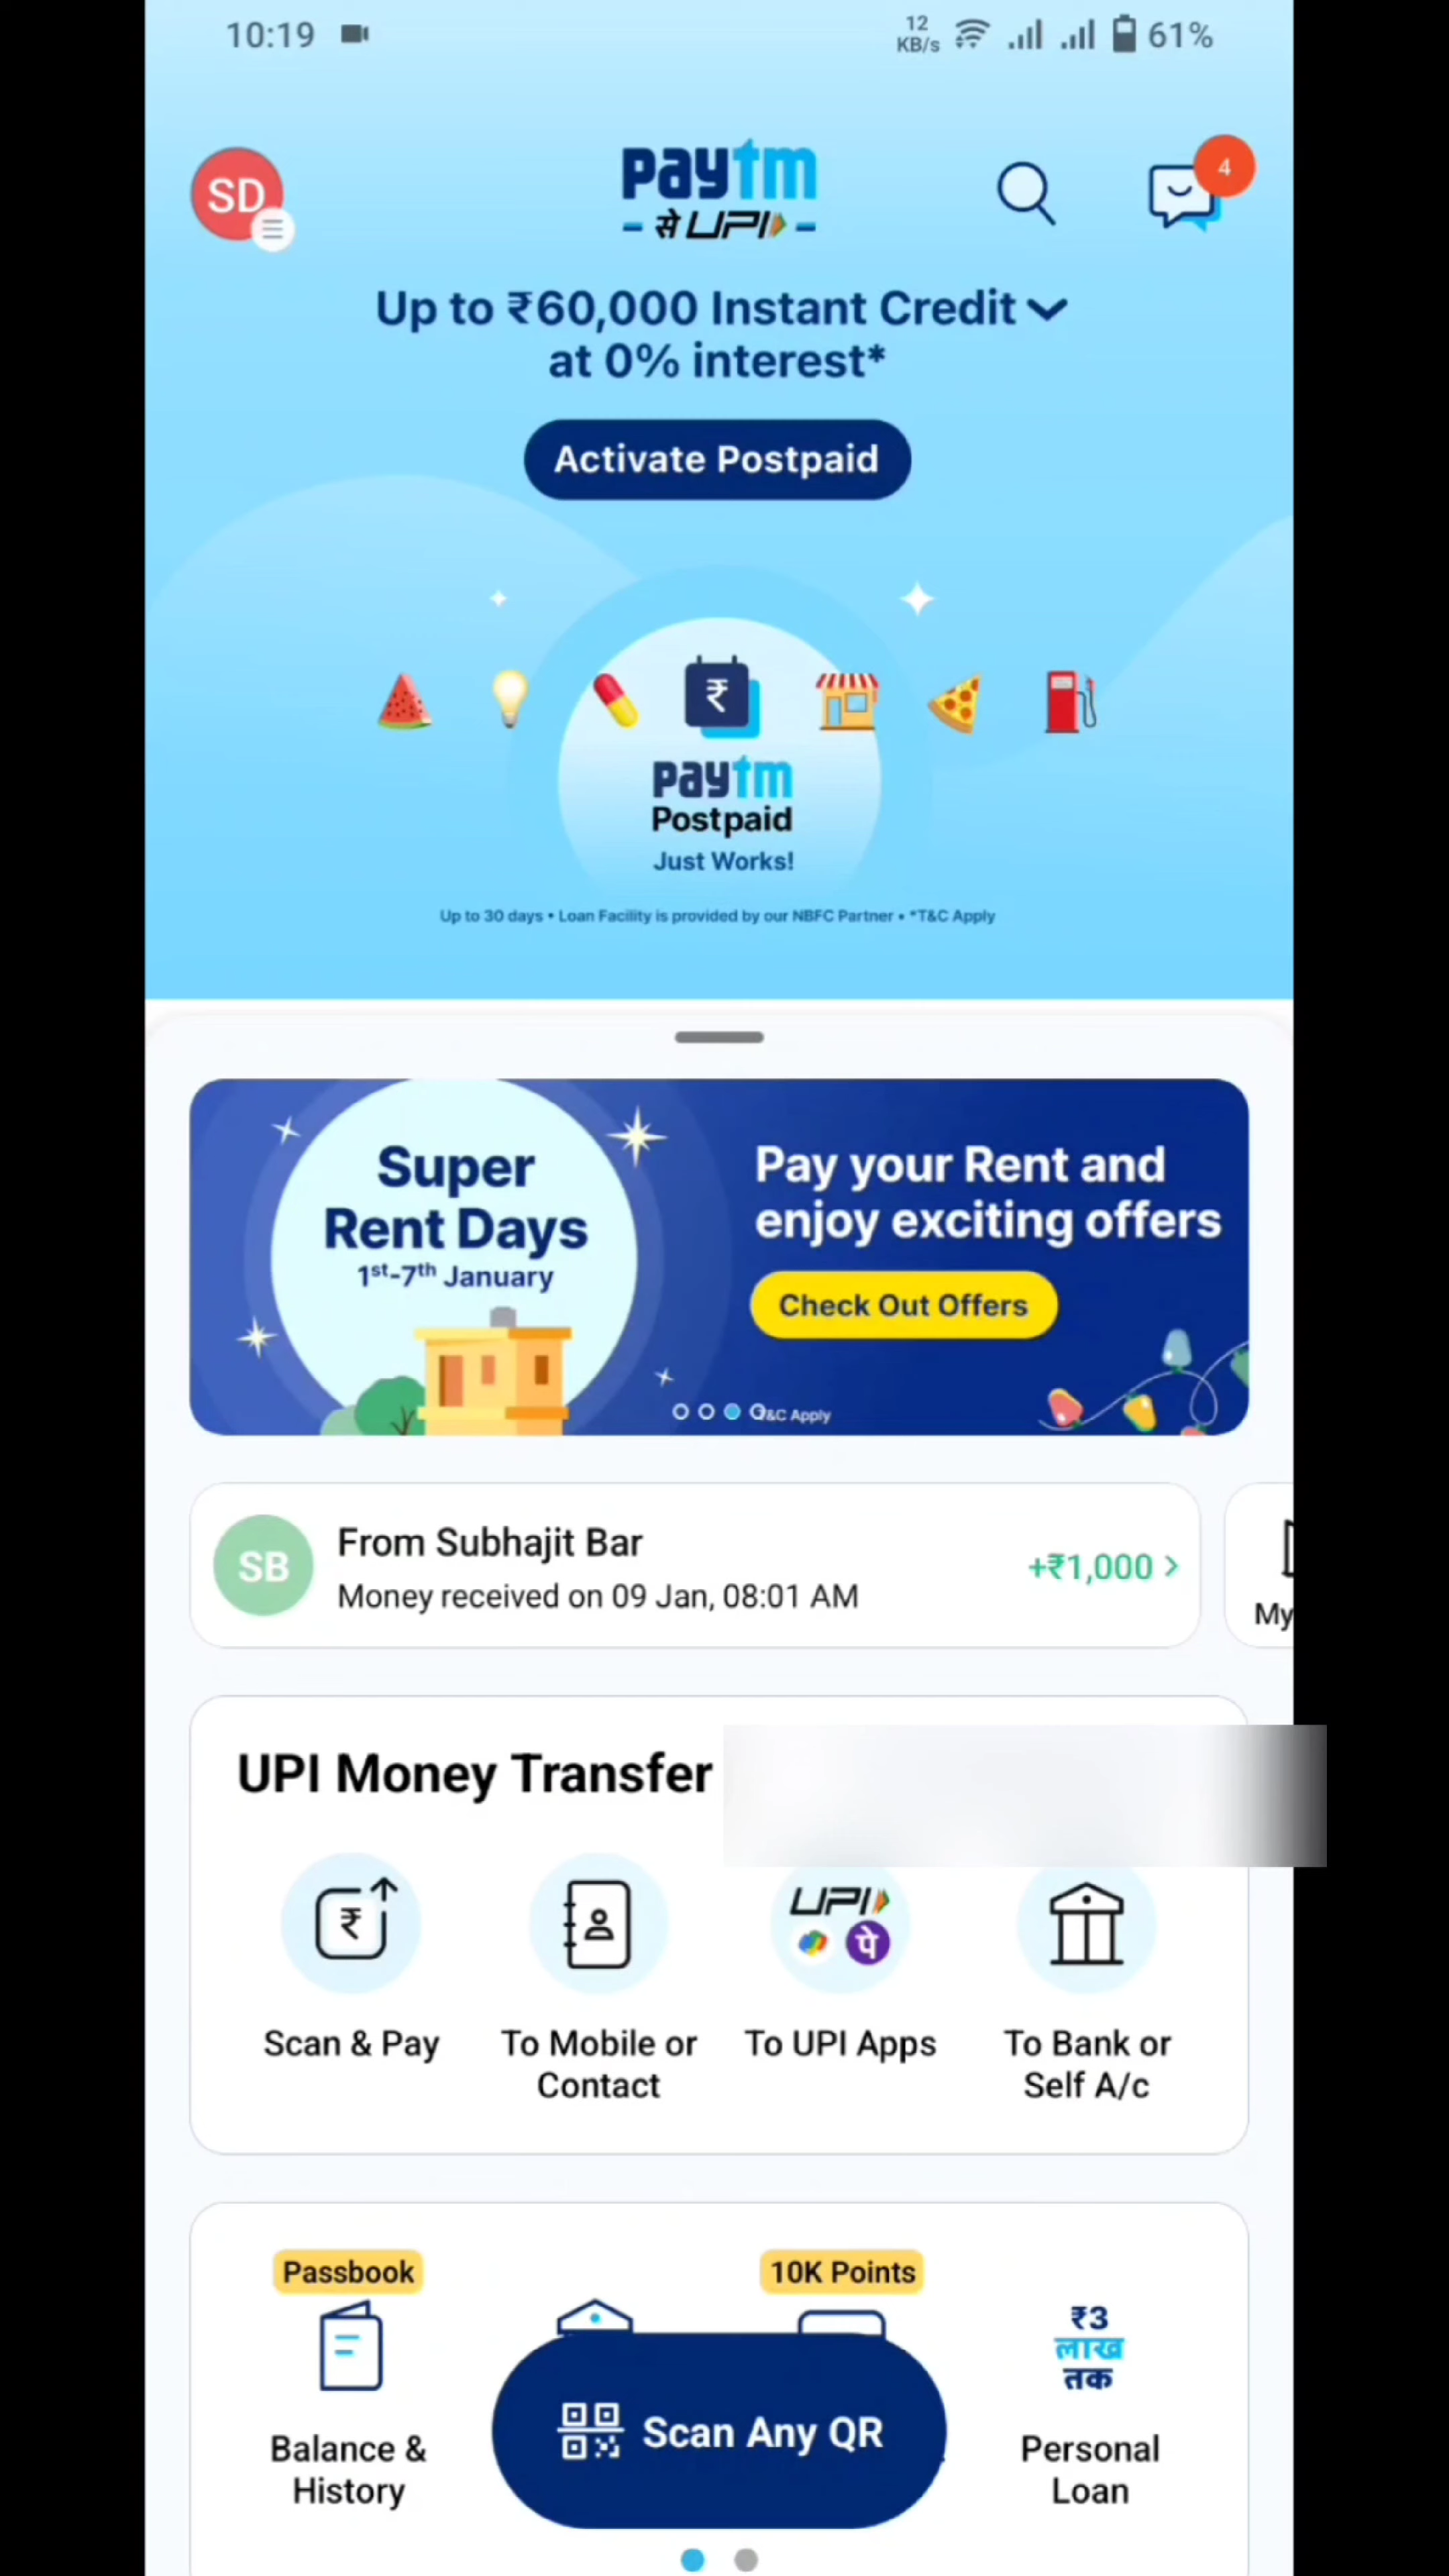 10:19
12
KB/s
61%
SD
paytm
से UPI
4
Up to ₹60,000 Instant Credit
at 0% interest*
Activate Postpaid
₹
paytm
Postpaid
Just Works!
Up to 30 days • Loan Facility is provided by our NBFC Partner • *T&C Apply
Super
Rent Days
1st-7th January
Pay your Rent and
enjoy exciting offers
Check Out Offers
T&C Apply
SB
From Subhajit Bar
Money received on 09 Jan, 08:01 AM
+₹1,000
My
UPI Money Transfer
₹
UPI
पे
Scan & Pay
To Mobile or
Contact
To UPI Apps
To Bank or
Self A/c
Passbook
10K Points
₹3
लाख
तक
Balance &
History
Scan Any QR
Personal
Loan